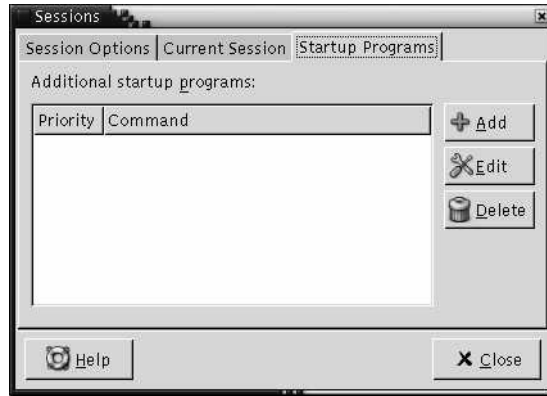 Sessions
Session Options Current Session Startup Programs
Additional startup programs:
Priority Command
Add
Edit
Delete
Help Close